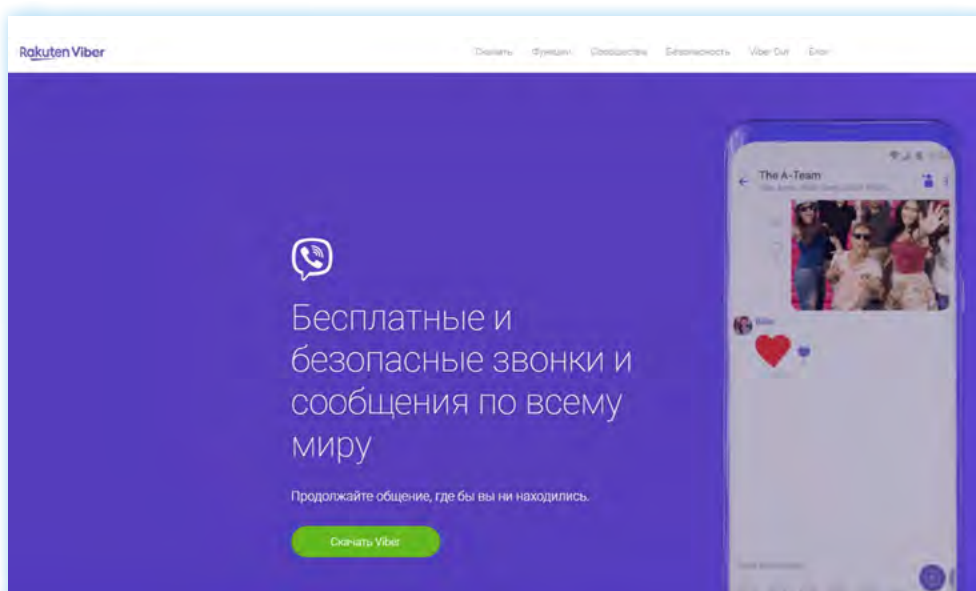 Rakuten Viber
Скачать Функции Сообщества Безопасность Viber Out Блог
The A-Team
Бесплатные и
безопасные звонки и
сообщения по всему
миру
Продолжайте общение, где бы вы ни находились.
Скачать Viber